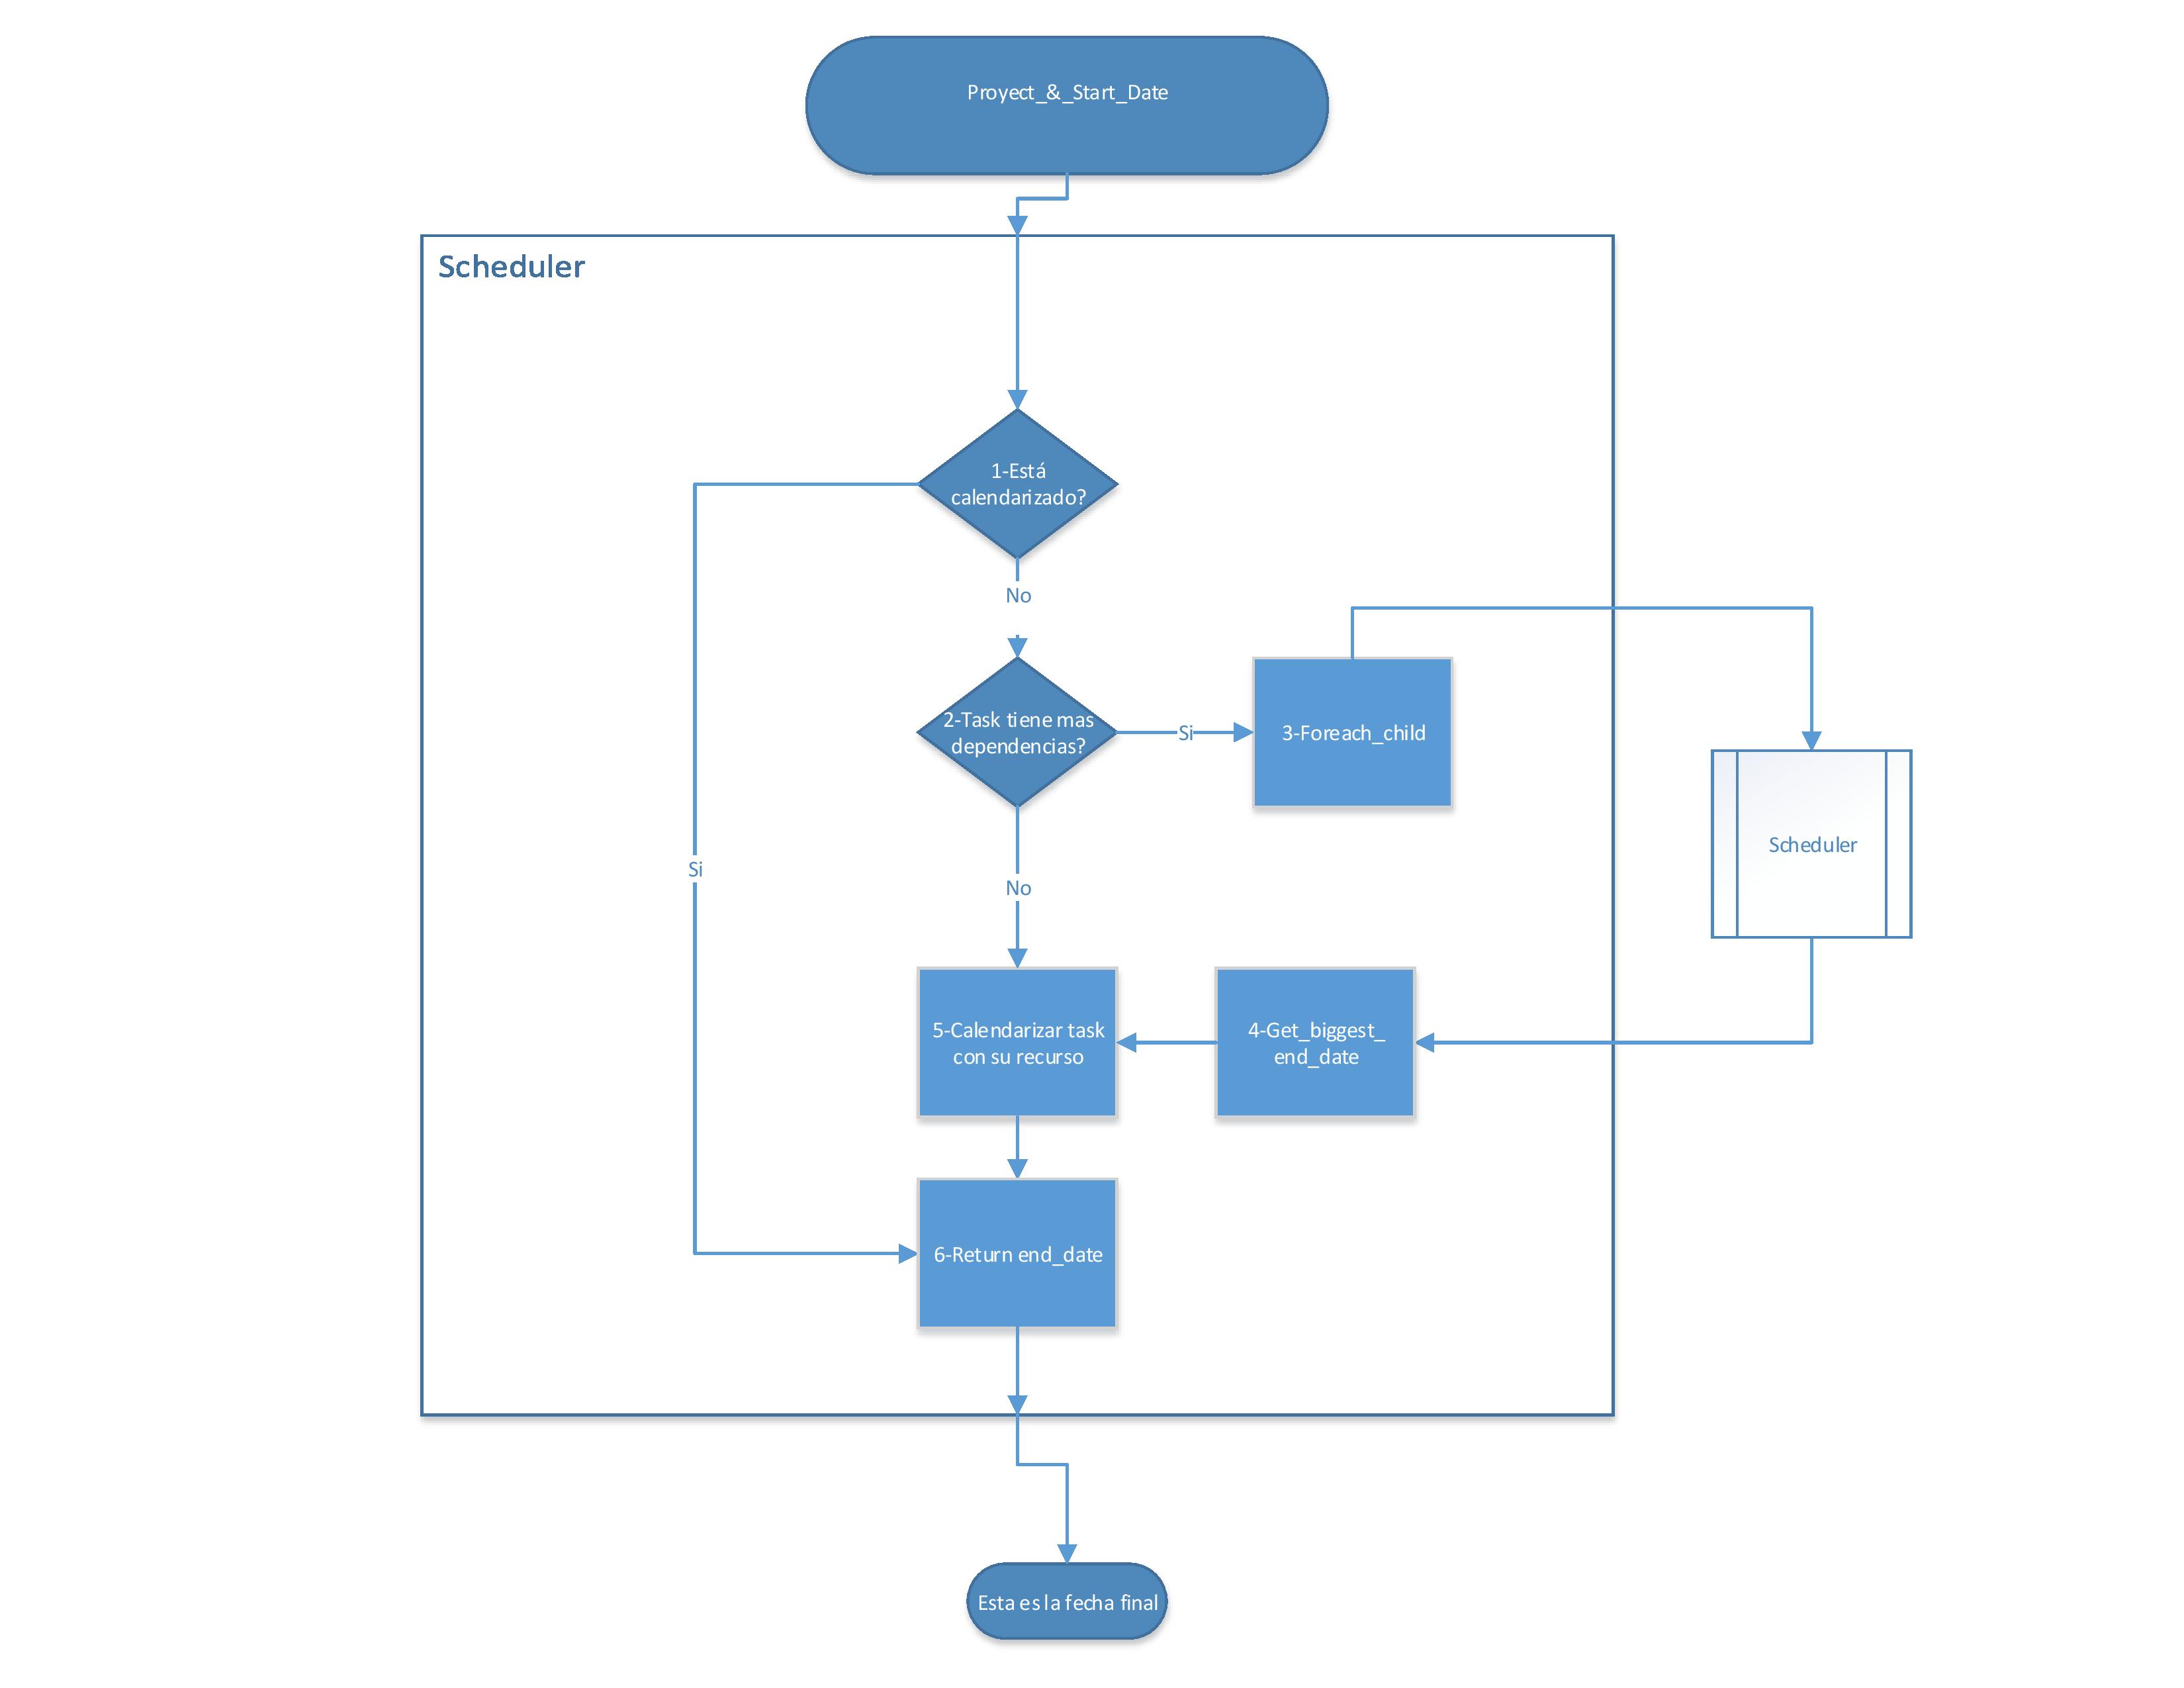 Proyect_&_Start_Date
Scheduler
1-Está
calendarizado?
No
2-Task tiene mas
dependencias?
Si
3-Foreach_child
Scheduler
Si
No
5-Calendarizar task
con su recurso
4-Get_biggest_
end_date
6-Return end_date
Esta es la fecha final